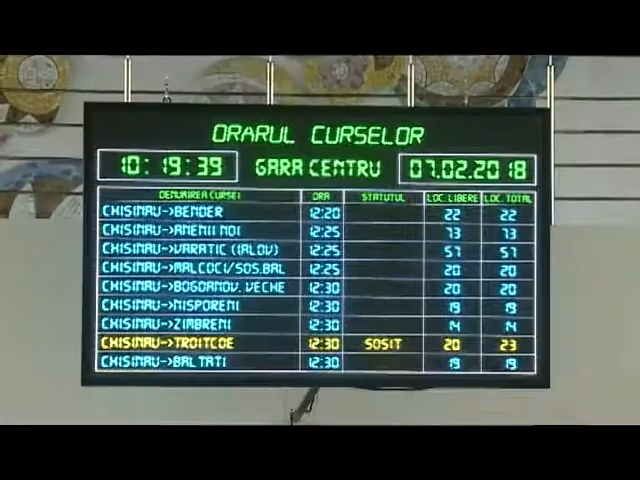 ORARUL CURSELOR
10:19:39 GARA CENTRU 07.02.2018
DENUMIREA CURSEI ORA STATUTUL LOC. LIBERE LOC. TOTAL
CHISINAU->BENDER 12:20 22 22
CHISINAU->ANENII NOI 12:25 73 73
CHISINAU->VARATIC (IALOV) 12:25 57 57
CHISINAU->MALCOCI/SOS.BAL 12:25 20 20
CHISINAU->BOGDANOV. VECHE 12:30 20 20
CHISINAU->NISPORENI 12:30 19 19
CHISINAU->ZIMBRENI 12:30 14 14
CHISINAU->TROITCOE 12:30 SOSIT 20 23
CHISINAU->BALTATI 12:30 19 19